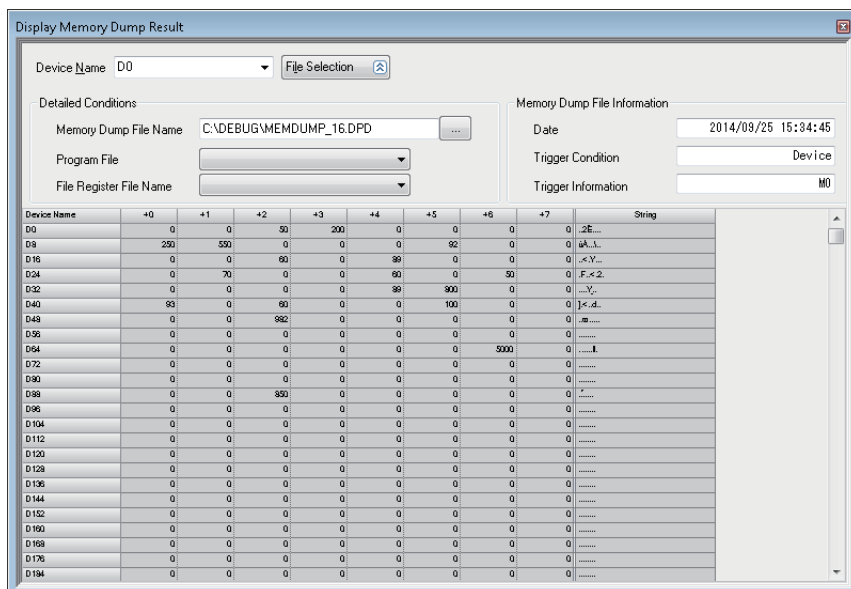 Display Memory Dump Result
Device Name D0 File Selection
Detailed Conditions
Memory Dump File Name C:\DEBUG\MEMDUMP_16.DPD ...
Program File
File Register File Name
Memory Dump File Information
Date 2014/09/25 15:34:45
Trigger Condition Device
Trigger Information M0
Device Name +0 +1 +2 +3 +4 +5 +6 +7 String
D0 0 0 50 200 0 0 0 0 ..2È....
D8 250 550 0 0 0 92 0 0
D16 0 0 60 0 89 0 0 0 ..<.Y...
D24 0 70 0 0 60 0 50 0 .F..<.2.
D32 0 0 0 0 89 800 0 0
D40 93 0 60 0 0 100 0 0 ].<..d..
D48 0 0 982 0 0 0 0 0
D56 0 0 0 0 0 0 0 0 ........
D64 0 0 0 0 0 0 5000 0
D72 0 0 0 0 0 0 0 0 ........
D80 0 0 0 0 0 0 0 0 ........
D88 0 0 850 0 0 0 0 0
D96 0 0 0 0 0 0 0 0 ........
D104 0 0 0 0 0 0 0 0 ........
D112 0 0 0 0 0 0 0 0 ........
D120 0 0 0 0 0 0 0 0 ........
D128 0 0 0 0 0 0 0 0 ........
D136 0 0 0 0 0 0 0 0 ........
D144 0 0 0 0 0 0 0 0 ........
D152 0 0 0 0 0 0 0 0 ........
D160 0 0 0 0 0 0 0 0 ........
D168 0 0 0 0 0 0 0 0 ........
D176 0 0 0 0 0 0 0 0 ........
D184 0 0 0 0 0 0 0 0 ........